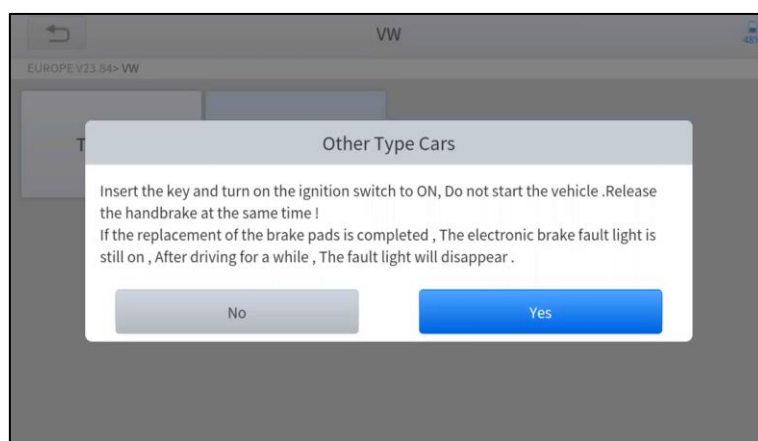 VW
48%
EUROPE V23.84> VW
T
Other Type Cars
Insert the key and turn on the ignition switch to ON, Do not start the vehicle .Release
the handbrake at the same time !
If the replacement of the brake pads is completed , The electronic brake fault light is
still on , After driving for a while , The fault light will disappear .
No
Yes